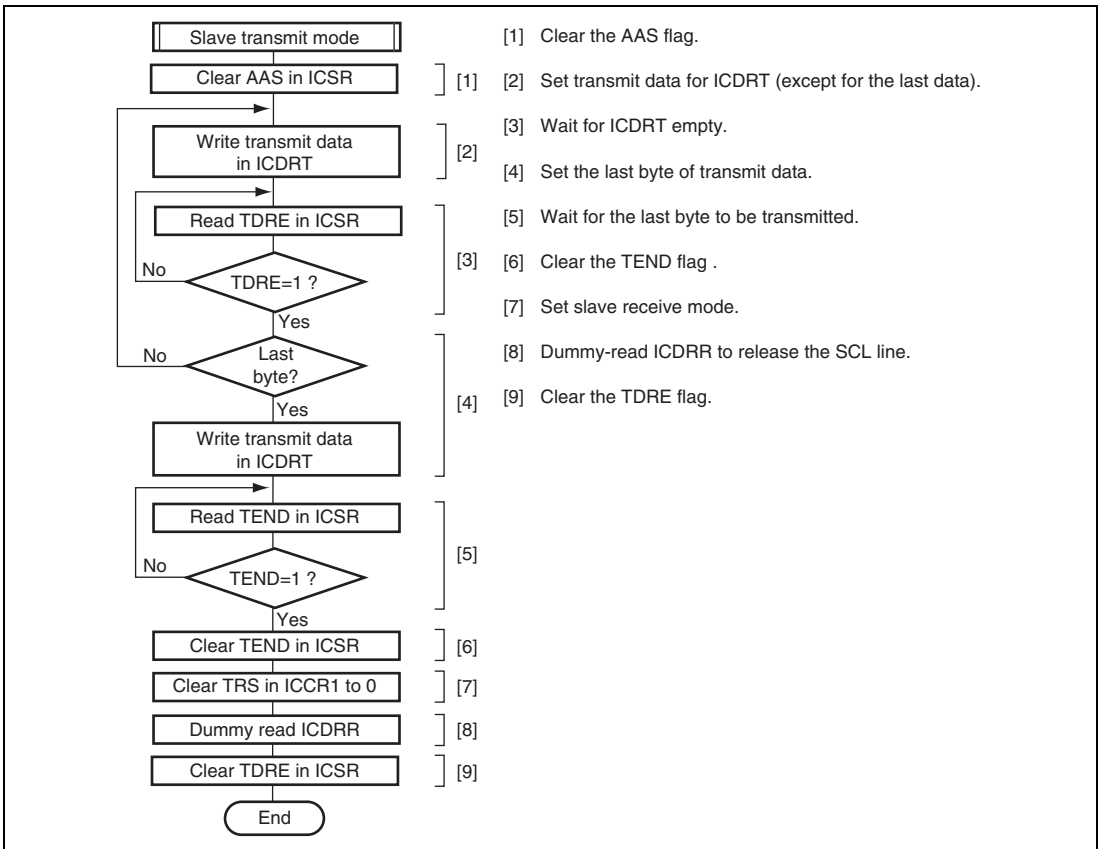 Slave transmit mode
Clear AAS in ICSR
[1]
Write transmit data
in ICDRT
[2]
Read TDRE in ICSR
No
TDRE=1 ?
[3]
Yes
No
Last
byte?
Yes
[4]
Write transmit data
in ICDRT
Read TEND in ICSR
No
TEND=1 ?
[5]
Yes
Clear TEND in ICSR
[6]
Clear TRS in ICCR1 to 0
[7]
Dummy read ICDRR
[8]
Clear TDRE in ICSR
[9]
End
[1] Clear the AAS flag.
[2] Set transmit data for ICDRT (except for the last data).
[3] Wait for ICDRT empty.
[4] Set the last byte of transmit data.
[5] Wait for the last byte to be transmitted.
[6] Clear the TEND flag .
[7] Set slave receive mode.
[8] Dummy-read ICDRR to release the SCL line.
[9] Clear the TDRE flag.